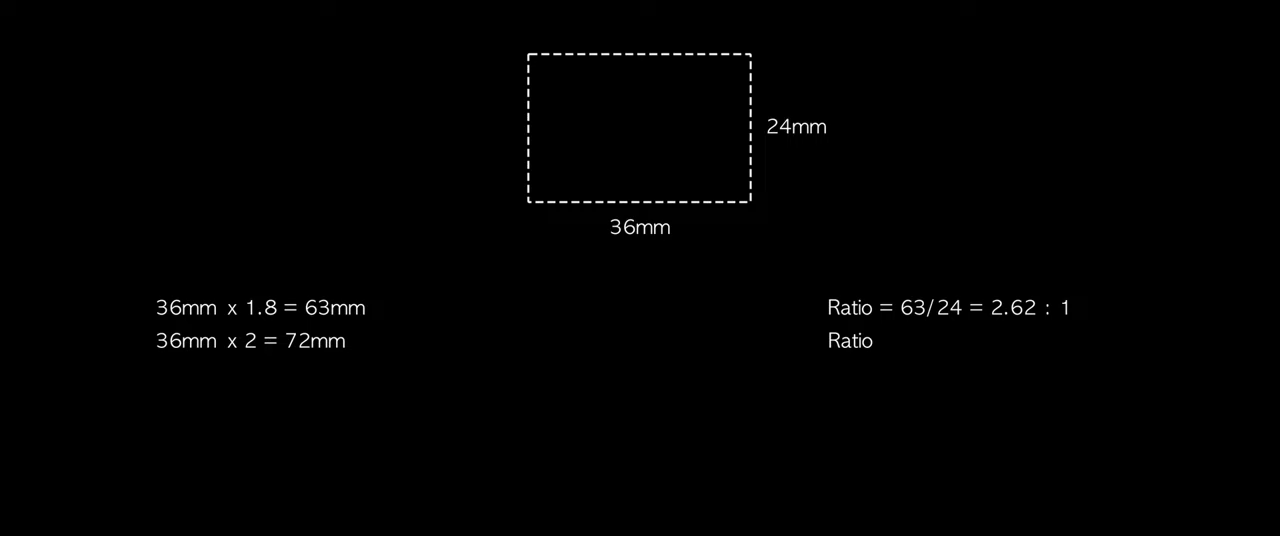 24mm
36mm
36mm x 1.8 = 63mm
Ratio = 63/24 = 2.62 : 1
36mm x 2 = 72mm
Ratio